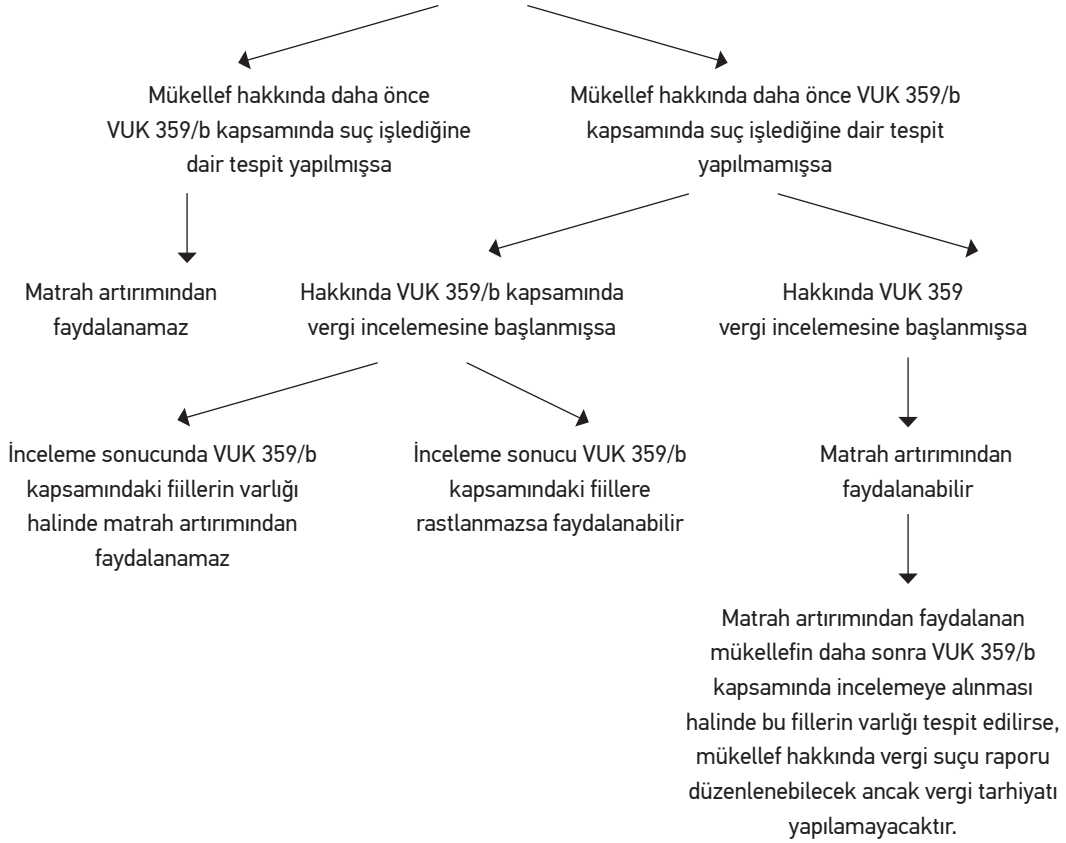 Mükellef hakkında daha önce
VUK 359/b kapsamında suç işlediğine
dair tespit yapılmışsa
Mükellef hakkında daha önce VUK 359/b
kapsamında suç işlediğine dair tespit
yapılmamışsa
Matrah artırımından
faydalanamaz
Hakkında VUK 359/b kapsamında
vergi incelemesine başlanmışsa
Hakkında VUK 359
vergi incelemesine başlanmışsa
İnceleme sonucunda VUK 359/b
kapsamındaki fiillerin varlığı
halinde matrah artırımından
faydalanamaz
İnceleme sonucu VUK 359/b
kapsamındaki fiillere
rastlanmazsa faydalanabilir
Matrah artırımından
faydalanabilir
Matrah artırımından faydalanan
mükellefin daha sonra VUK 359/b
kapsamında incelemeye alınması
halinde bu fillerin varlığı tespit edilirse,
mükellef hakkında vergi suçu raporu
düzenlenebilecek ancak vergi tarhiyatı
yapılamayacaktır.